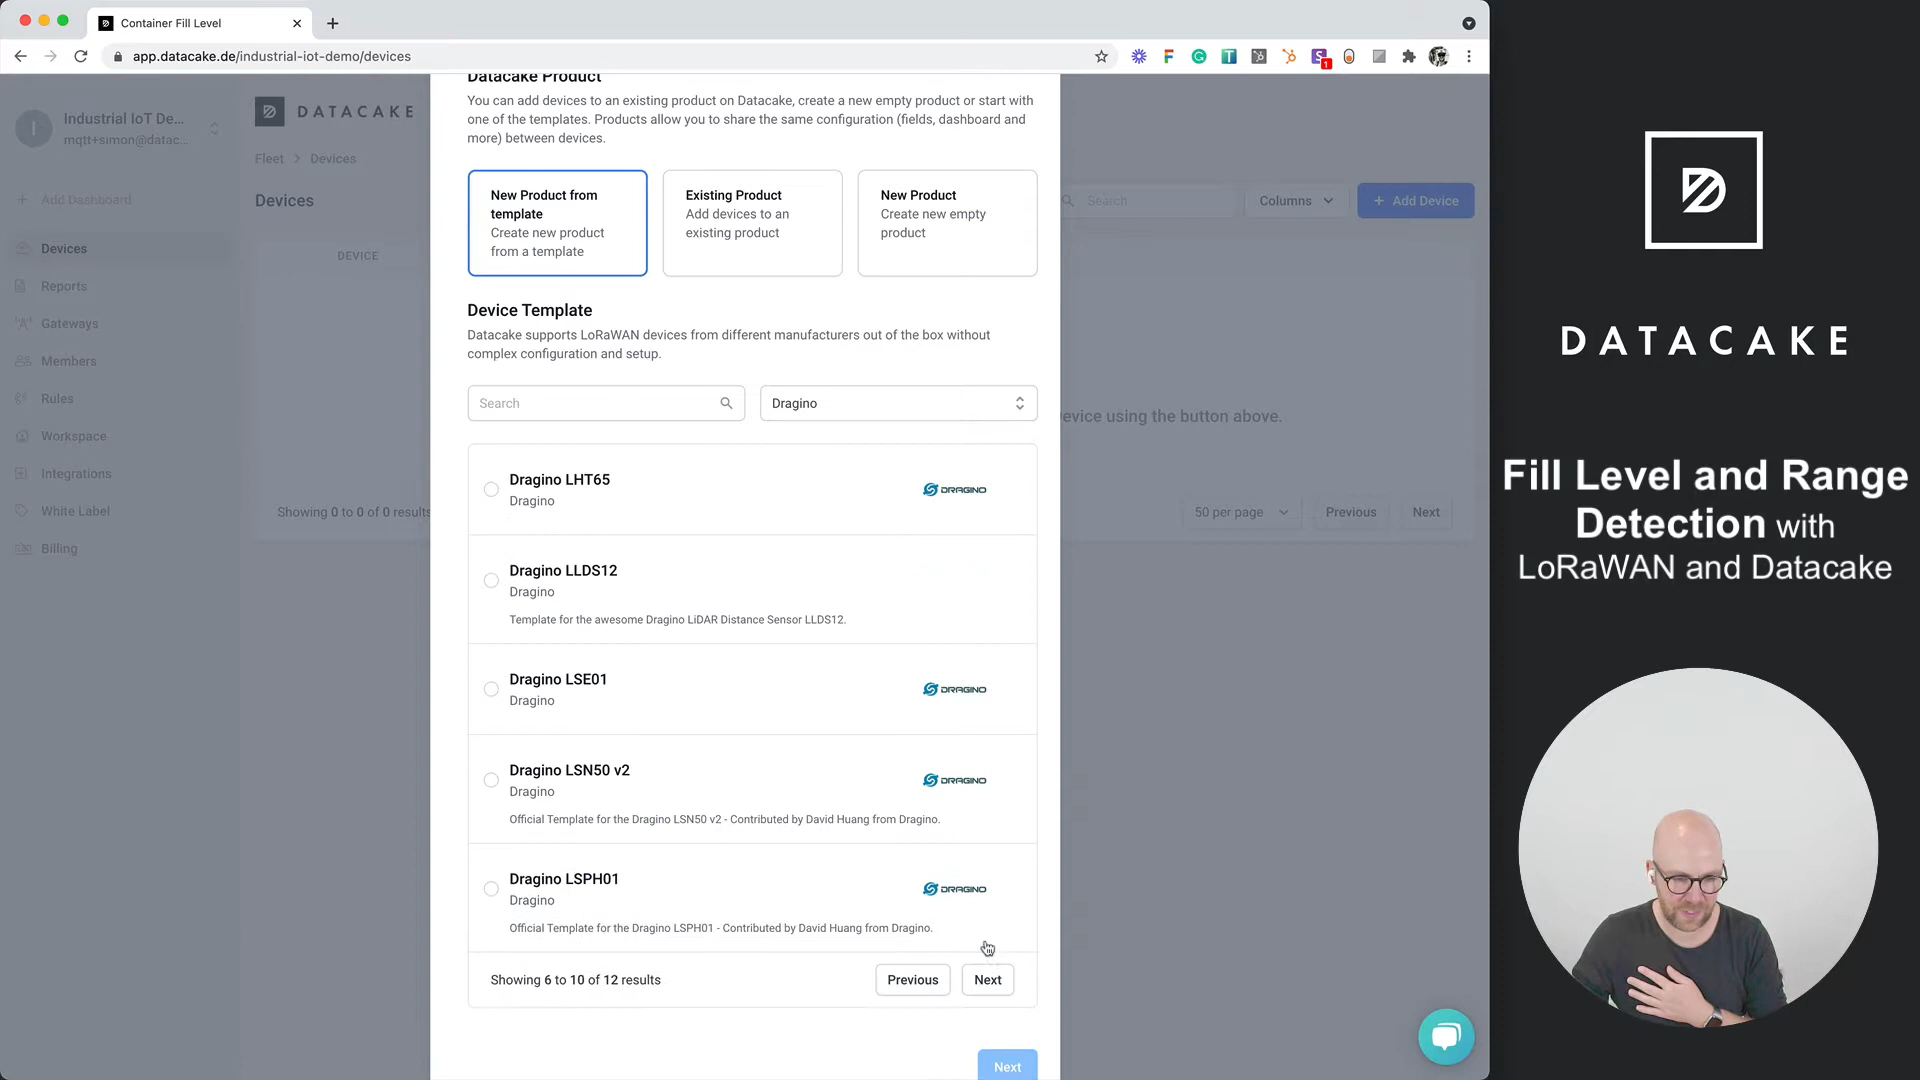 Container Fill Level
app.datacake.de/industrial-iot-demo/devices
1
I
Industrial IoT De...
mqtt+simon@datac...
Add Dashboard
Devices
Reports
Gateways
Members
Rules
Workspace
Integrations
White Label
Billing
DATACAKE
Fleet > Devices
Devices
DEVICE
Showing 0 to 0 of 0 results
Search
Columns
+ Add Device
evice using the button above.
50 per page
Previous
Next
Datacake Product
You can add devices to an existing product on Datacake, create a new empty product or start with
one of the templates. Products allow you to share the same configuration (fields, dashboard and
more) between devices.
New Product from
template
Create new product
from a template
Existing Product
Add devices to an
existing product
New Product
Create new empty
product
Device Template
Datacake supports LoRaWAN devices from different manufacturers out of the box without
complex configuration and setup.
Search
Dragino
Dragino LHT65
Dragino
DRAGINO
Dragino LLDS12
Dragino
Template for the awesome Dragino LiDAR Distance Sensor LLDS12.
Dragino LSE01
Dragino
DRAGINO
Dragino LSN50 v2
Dragino
DRAGINO
Official Template for the Dragino LSN50 v2 - Contributed by David Huang from Dragino.
Dragino LSPH01
Dragino
DRAGINO
Official Template for the Dragino LSPH01 - Contributed by David Huang from Dragino.
Showing 6 to 10 of 12 results
Previous
Next
Next
DATACAKE
Fill Level and Range
Detection with
LoRaWAN and Datacake